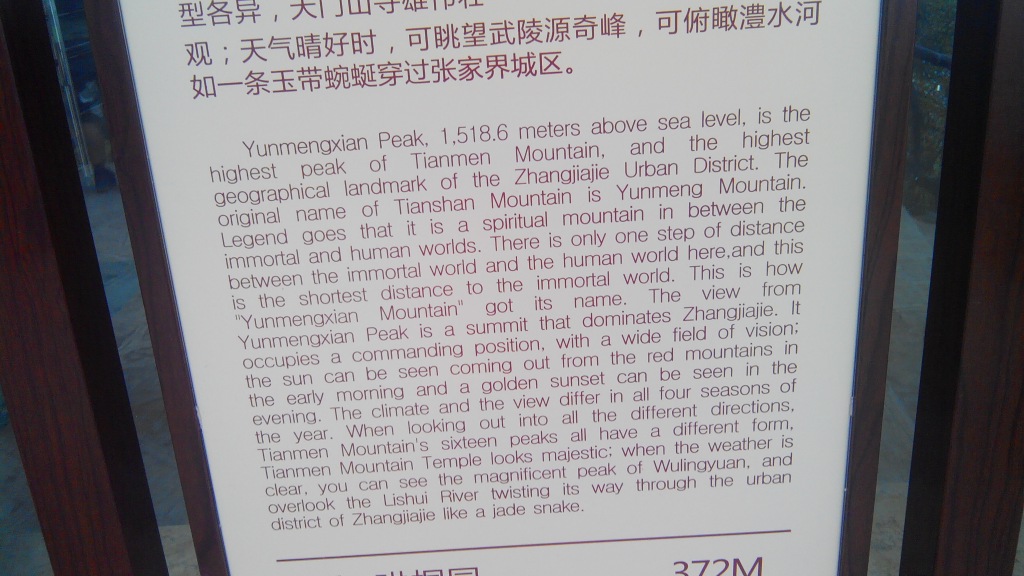 型各异，天门山寺雄伟壮
观；天气晴好时，可眺望武陵源奇峰，可俯瞰澧水河
如一条玉带蜿蜒穿过张家界城区。
Yunmengxian Peak, 1,518.6 meters above sea level, is the
highest peak of Tianmen Mountain, and the highest
geographical landmark of the Zhangjiajie Urban District. The
original name of Tianshan Mountain is Yunmeng Mountain.
Legend goes that it is a spiritual mountain in between the
immortal and human worlds. There is only one step of distance
between the immortal world and the human world here,and this
is the shortest distance to the immortal world. This is how
"Yunmengxian Mountain" got its name. The view from
Yunmengxian Peak is a summit that dominates Zhangjiajie. It
occupies a commanding position, with a wide field of vision;
the sun can be seen coming out from the red mountains in
the early morning and a golden sunset can be seen in the
evening. The climate and the view differ in all four seasons of
the year. When looking out into all the different directions,
Tianmen Mountain's sixteen peaks all have a different form,
Tianmen Mountain Temple looks majestic; when the weather is
clear, you can see the magnificent peak of Wulingyuan, and
overlook the Lishui River twisting its way through the urban
district of Zhangjiajie like a jade snake.
372M